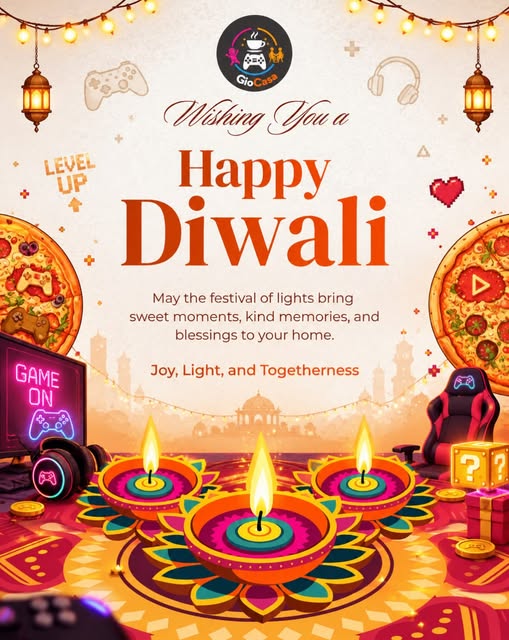 GioCasa
Wishing You a
LEVEL
UP
Happy
Diwali
May the festival of lights bring
sweet moments, kind memories, and
blessings to your home.
Joy, Light, and Togetherness
GAME
ON
?
?